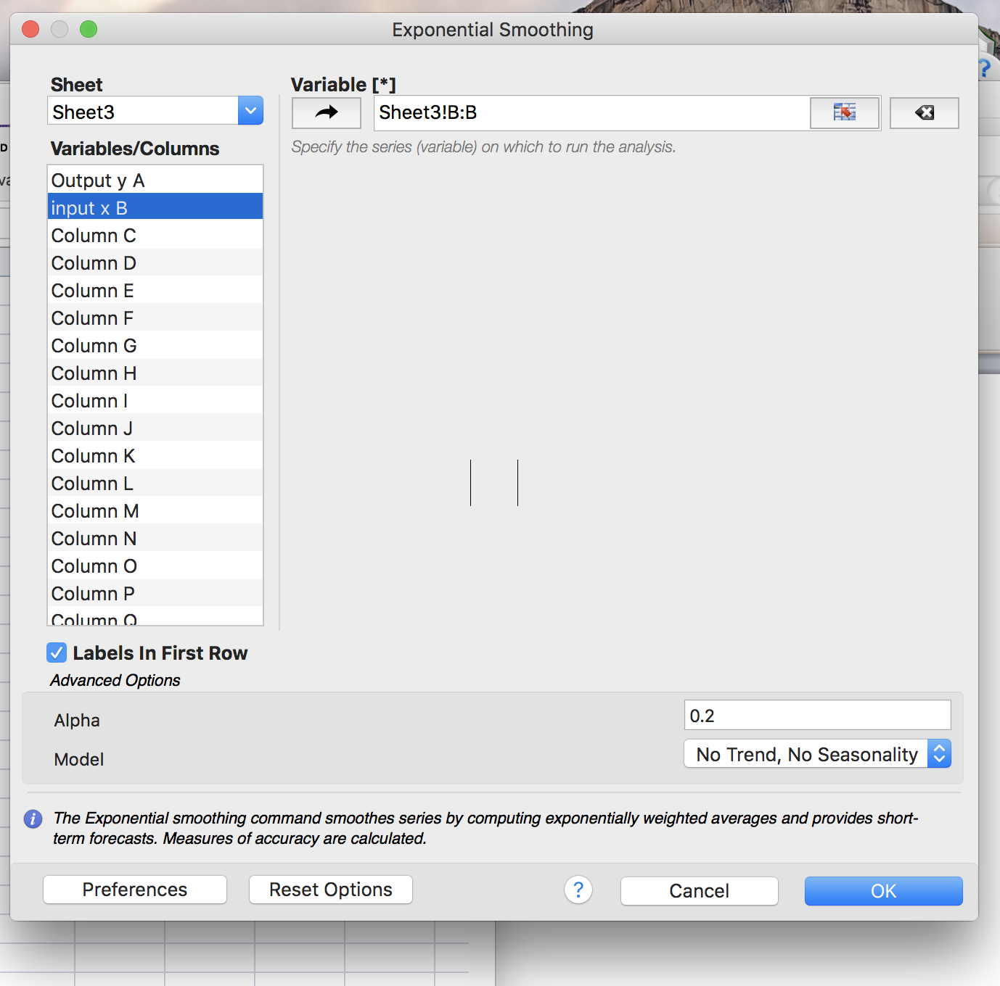 Exponential Smoothing
Sheet
Sheet3
Variables/Columns
Output y A
input x B
Column C
Column D
Column E
Column F
Column G
Column H
Column I
Column J
Column K
Column L
Column M
Column N
Column O
Column P
Column Q
Variable [*]
Sheet3!B:B
Specify the series (variable) on which to run the analysis.
Labels In First Row
Advanced Options
Alpha
0.2
Model
No Trend, No Seasonality
The Exponential smoothing command smoothes series by computing exponentially weighted averages and provides short-
term forecasts. Measures of accuracy are calculated.
Preferences
Reset Options
?
Cancel
OK
D
?